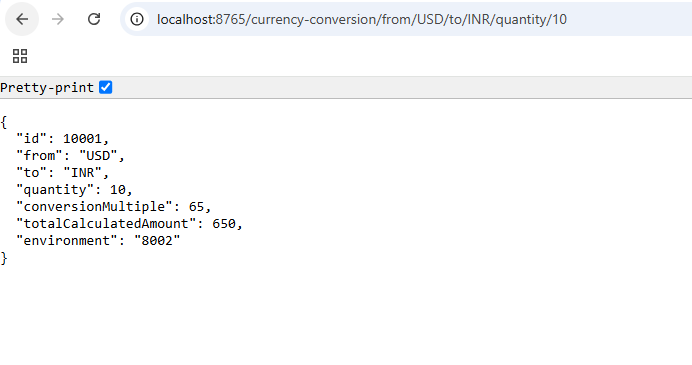 localhost:8765/currency-conversion/from/USD/to/INR/quantity/10
Pretty-print
{
  "id": 10001,
  "from": "USD",
  "to": "INR",
  "quantity": 10,
  "conversionMultiple": 65,
  "totalCalculatedAmount": 650,
  "environment": "8002"
}